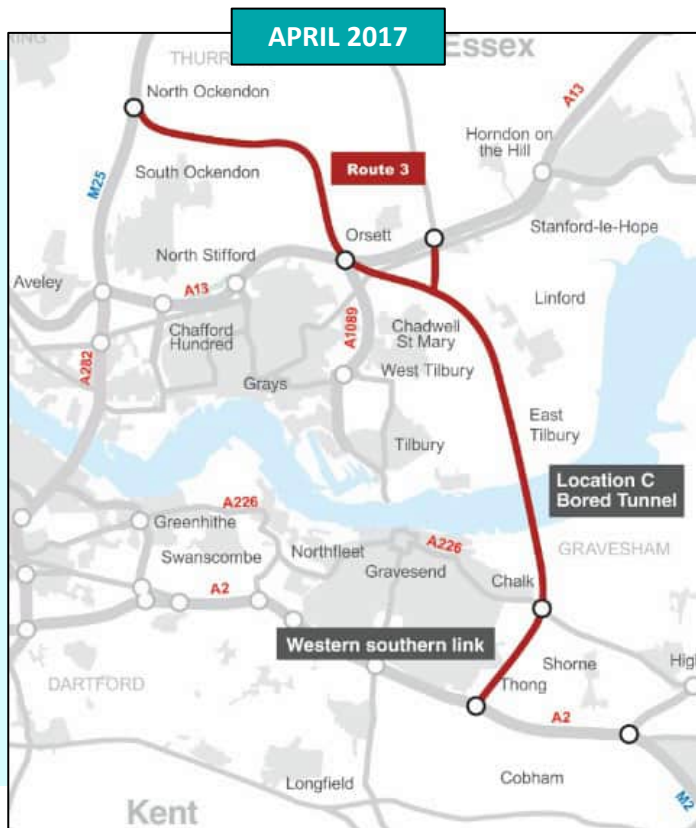 APRIL 2017
RING
THURR
Essex
North Ockendon
A13
Horndon on
the Hill
M25
South Ockendon
Route 3
Orsett
Stanford-le-Hope
North Stifford
Aveley
A13
Linford
Chafford
Hundred
A1089
Chadwell
St Mary
A282
West Tilbury
Grays
East
Tilbury
Tilbury
Location C
Bored Tunnel
A226
Greenhithe
Northfleet
A226
GRAVESHAM
Swanscombe
Gravesend
Chalk
A2
Western southern link
Shorne
High
DARTFORD
Thong
A2
Longfield
Cobham
M2
Kent